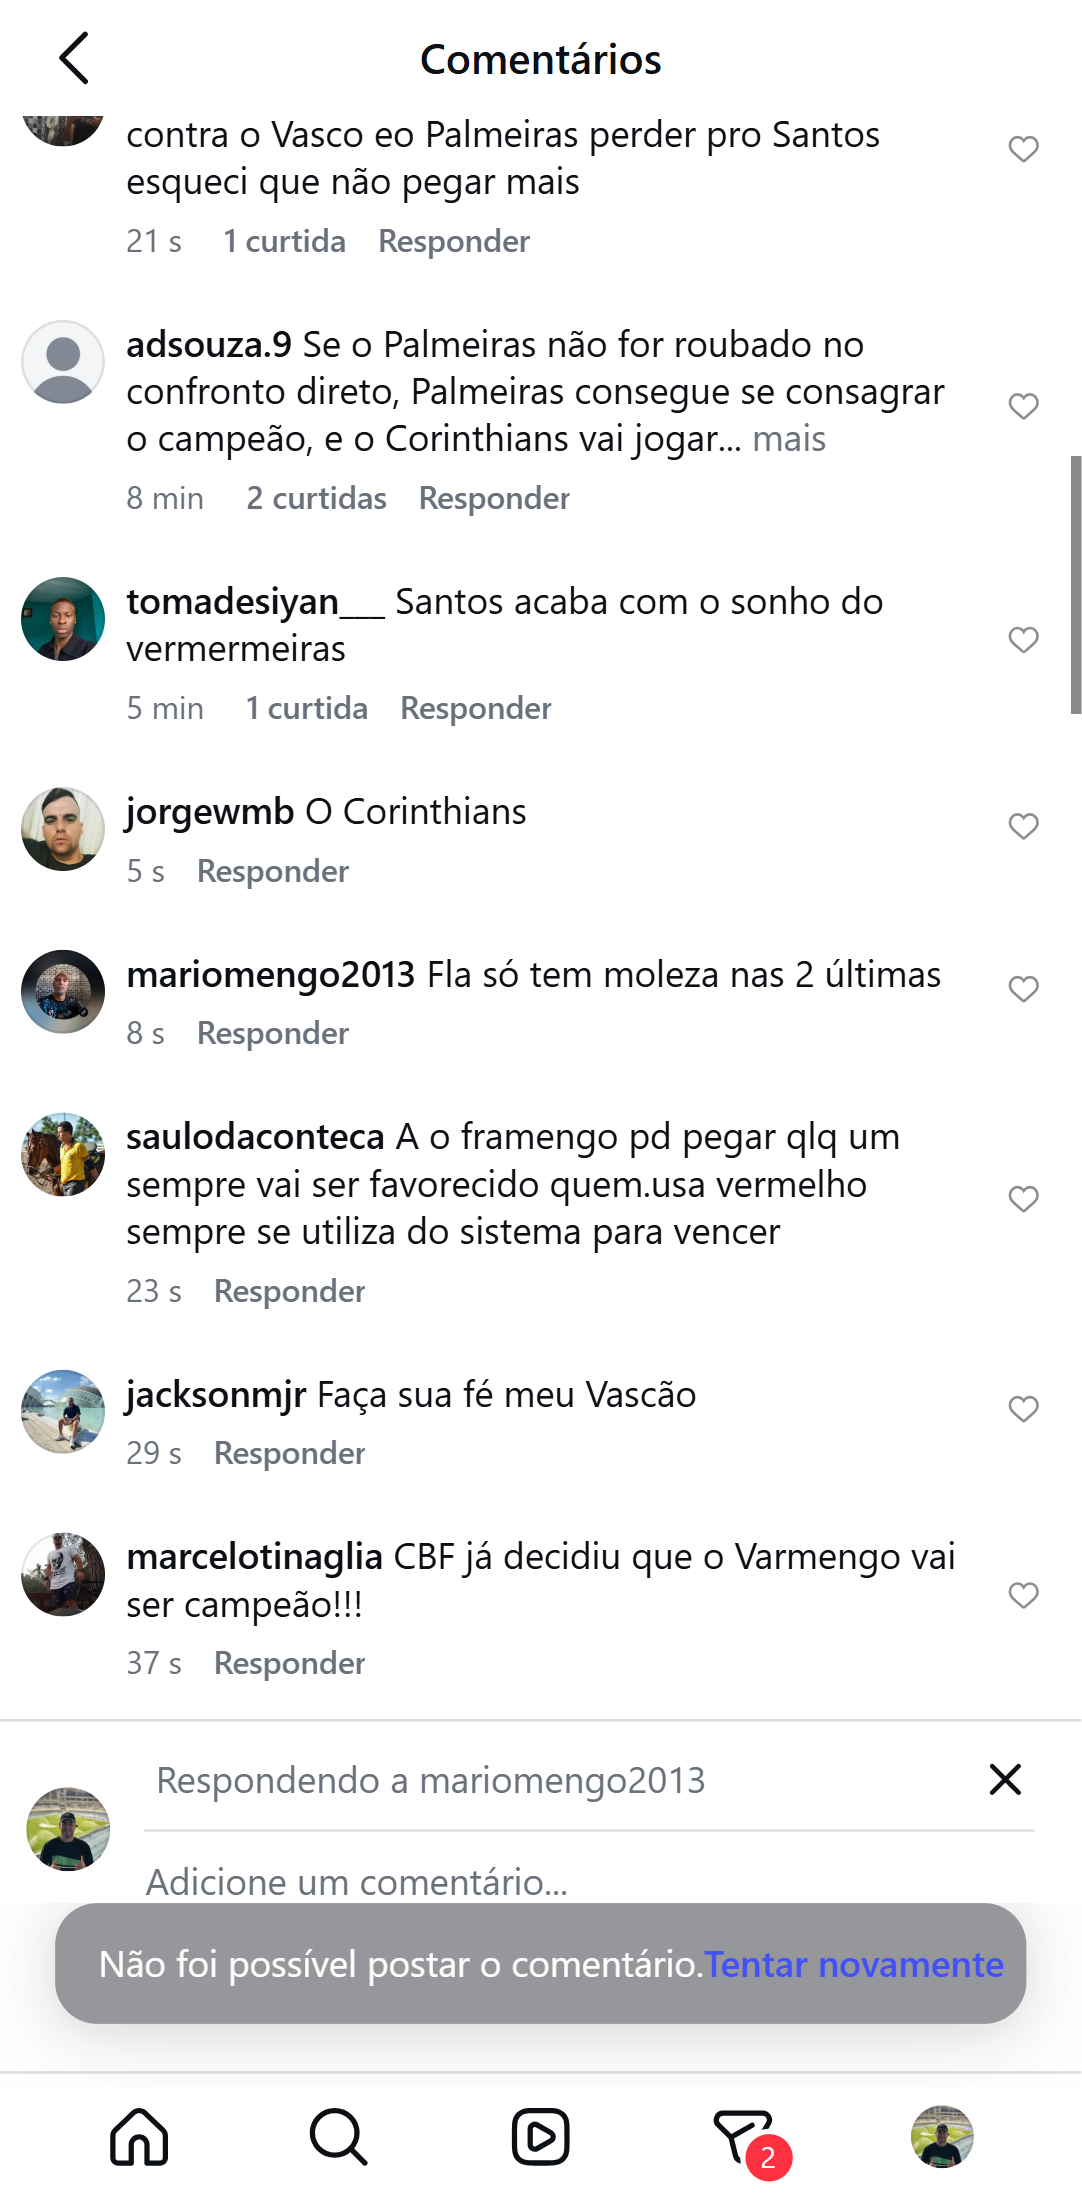 Comentários
contra o Vasco eo Palmeiras perder pro Santos
esqueci que não pegar mais
21 s 1 curtida Responder
adsouza.9 Se o Palmeiras não for roubado no
confronto direto, Palmeiras consegue se consagrar
o campeão, e o Corinthians vai jogar... mais
8 min 2 curtidas Responder
tomadesiyan___ Santos acaba com o sonho do
vermermeiras
5 min 1 curtida Responder
jorgewmb O Corinthians
5 s Responder
mariomengo2013 Fla só tem moleza nas 2 últimas
8 s Responder
saulodaconteca A o framengo pd pegar qlq um
sempre vai ser favorecido quem.usa vermelho
sempre se utiliza do sistema para vencer
23 s Responder
jacksonmjr Faça sua fé meu Vascão
29 s Responder
marcelotinaglia CBF já decidiu que o Varmengo vai
ser campeão!!!
37 s Responder
Respondendo a mariomengo2013
Adicione um comentário...
Não foi possível postar o comentário.Tentar novamente
2